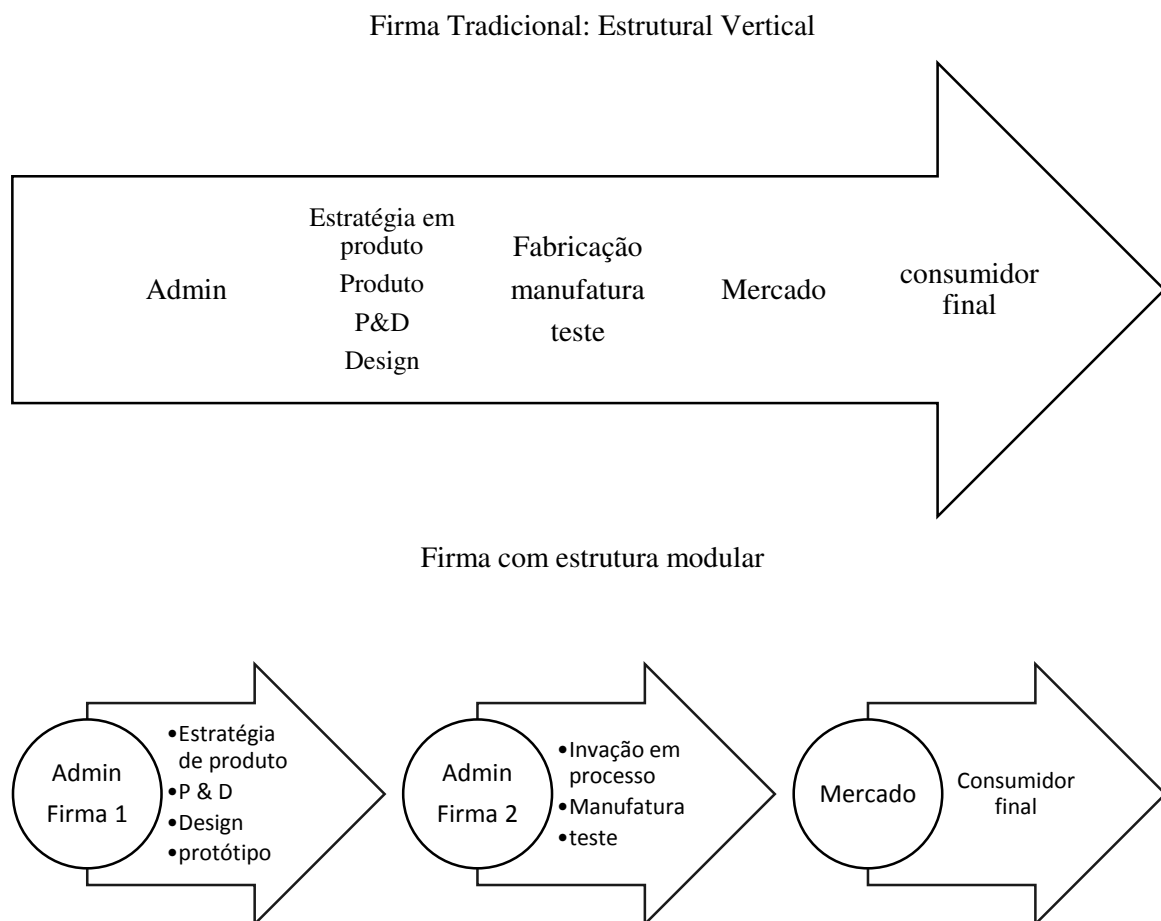 Firma Tradicional: Estrutural Vertical
Admin
Estratégia em
produto
Produto
P&D
Design
Fabricação
manufatura
teste
Mercado
consumidor
final
Firma com estrutura modular
Admin
Firma 1
•Estratégia
de produto
•P & D
•Design
•protótipo
Admin
Firma 2
•Invação em
processo
•Manufatura
•teste
Mercado
Consumidor
final